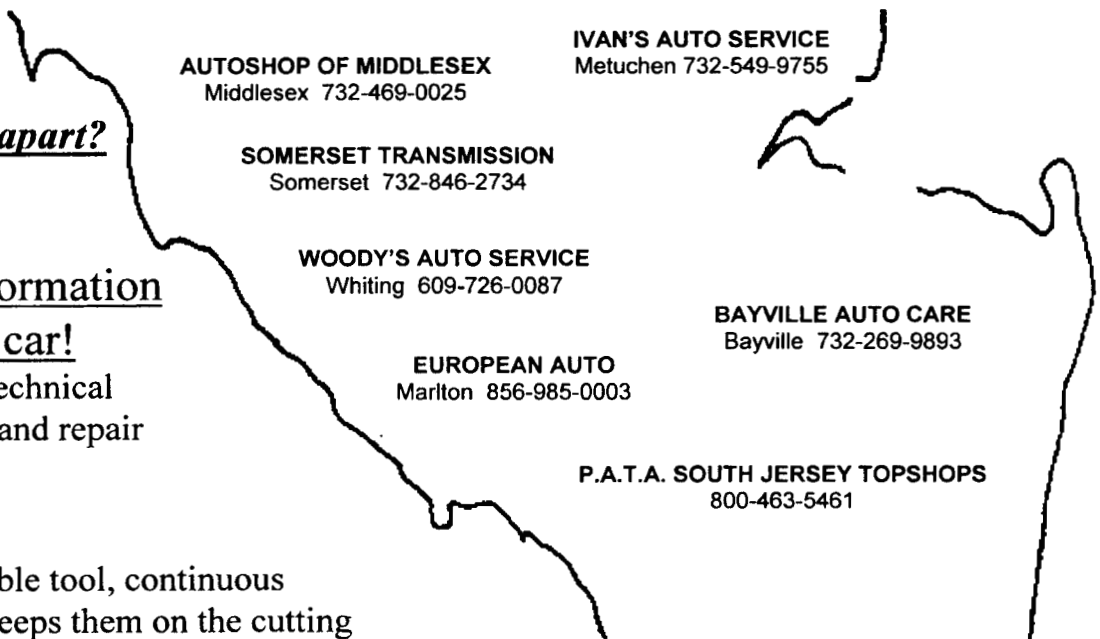 apart?
ormation
car!
echnical
and repair
ble tool, continuous
eeps them on the cutting
AUTOSHOP OF MIDDLESEX
Middlesex 732-469-0025
IVAN'S AUTO SERVICE
Metuchen 732-549-9755
SOMERSET TRANSMISSION
Somerset 732-846-2734
WOODY'S AUTO SERVICE
Whiting 609-726-0087
BAYVILLE AUTO CARE
Bayville 732-269-9893
EUROPEAN AUTO
Marlton 856-985-0003
P.A.T.A. SOUTH JERSEY TOPSHOPS
800-463-5461